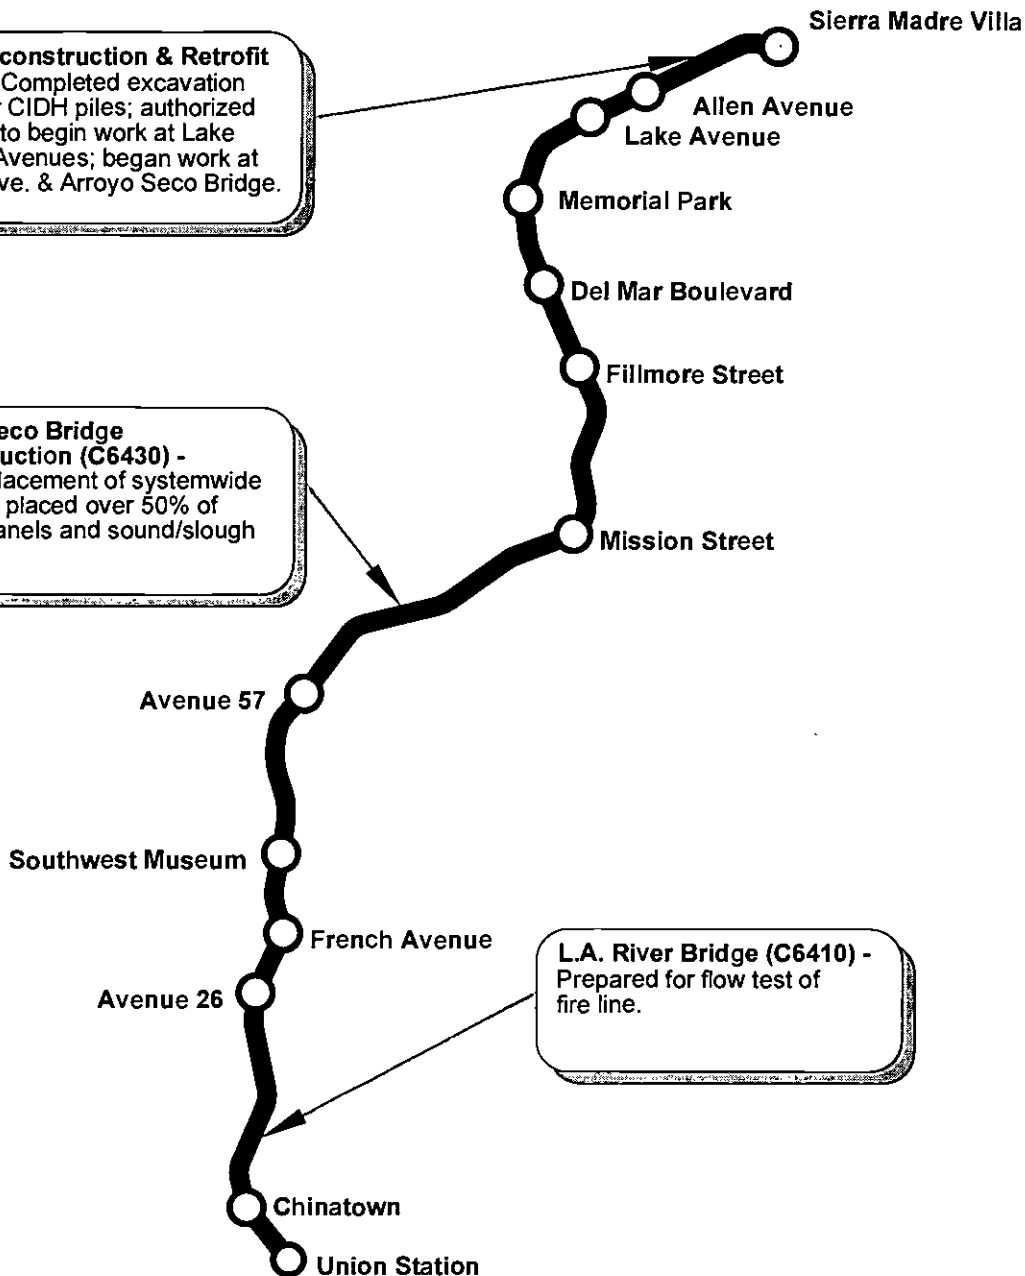 Sierra Madre Villa
construction & Retrofit
Completed excavation
CIDH piles; authorized
to begin work at Lake
Avenues; began work at
ve. & Arroyo Seco Bridge.
Allen Avenue
Lake Avenue
Memorial Park
Del Mar Boulevard
Fillmore Street
eco Bridge
uction (C6430) -
lacement of systemwide
placed over 50% of
anels and sound/slough
Mission Street
Avenue 57
Southwest Museum
French Avenue
Avenue 26
L.A. River Bridge (C6410) -
Prepared for flow test of
fire line.
Chinatown
Union Station